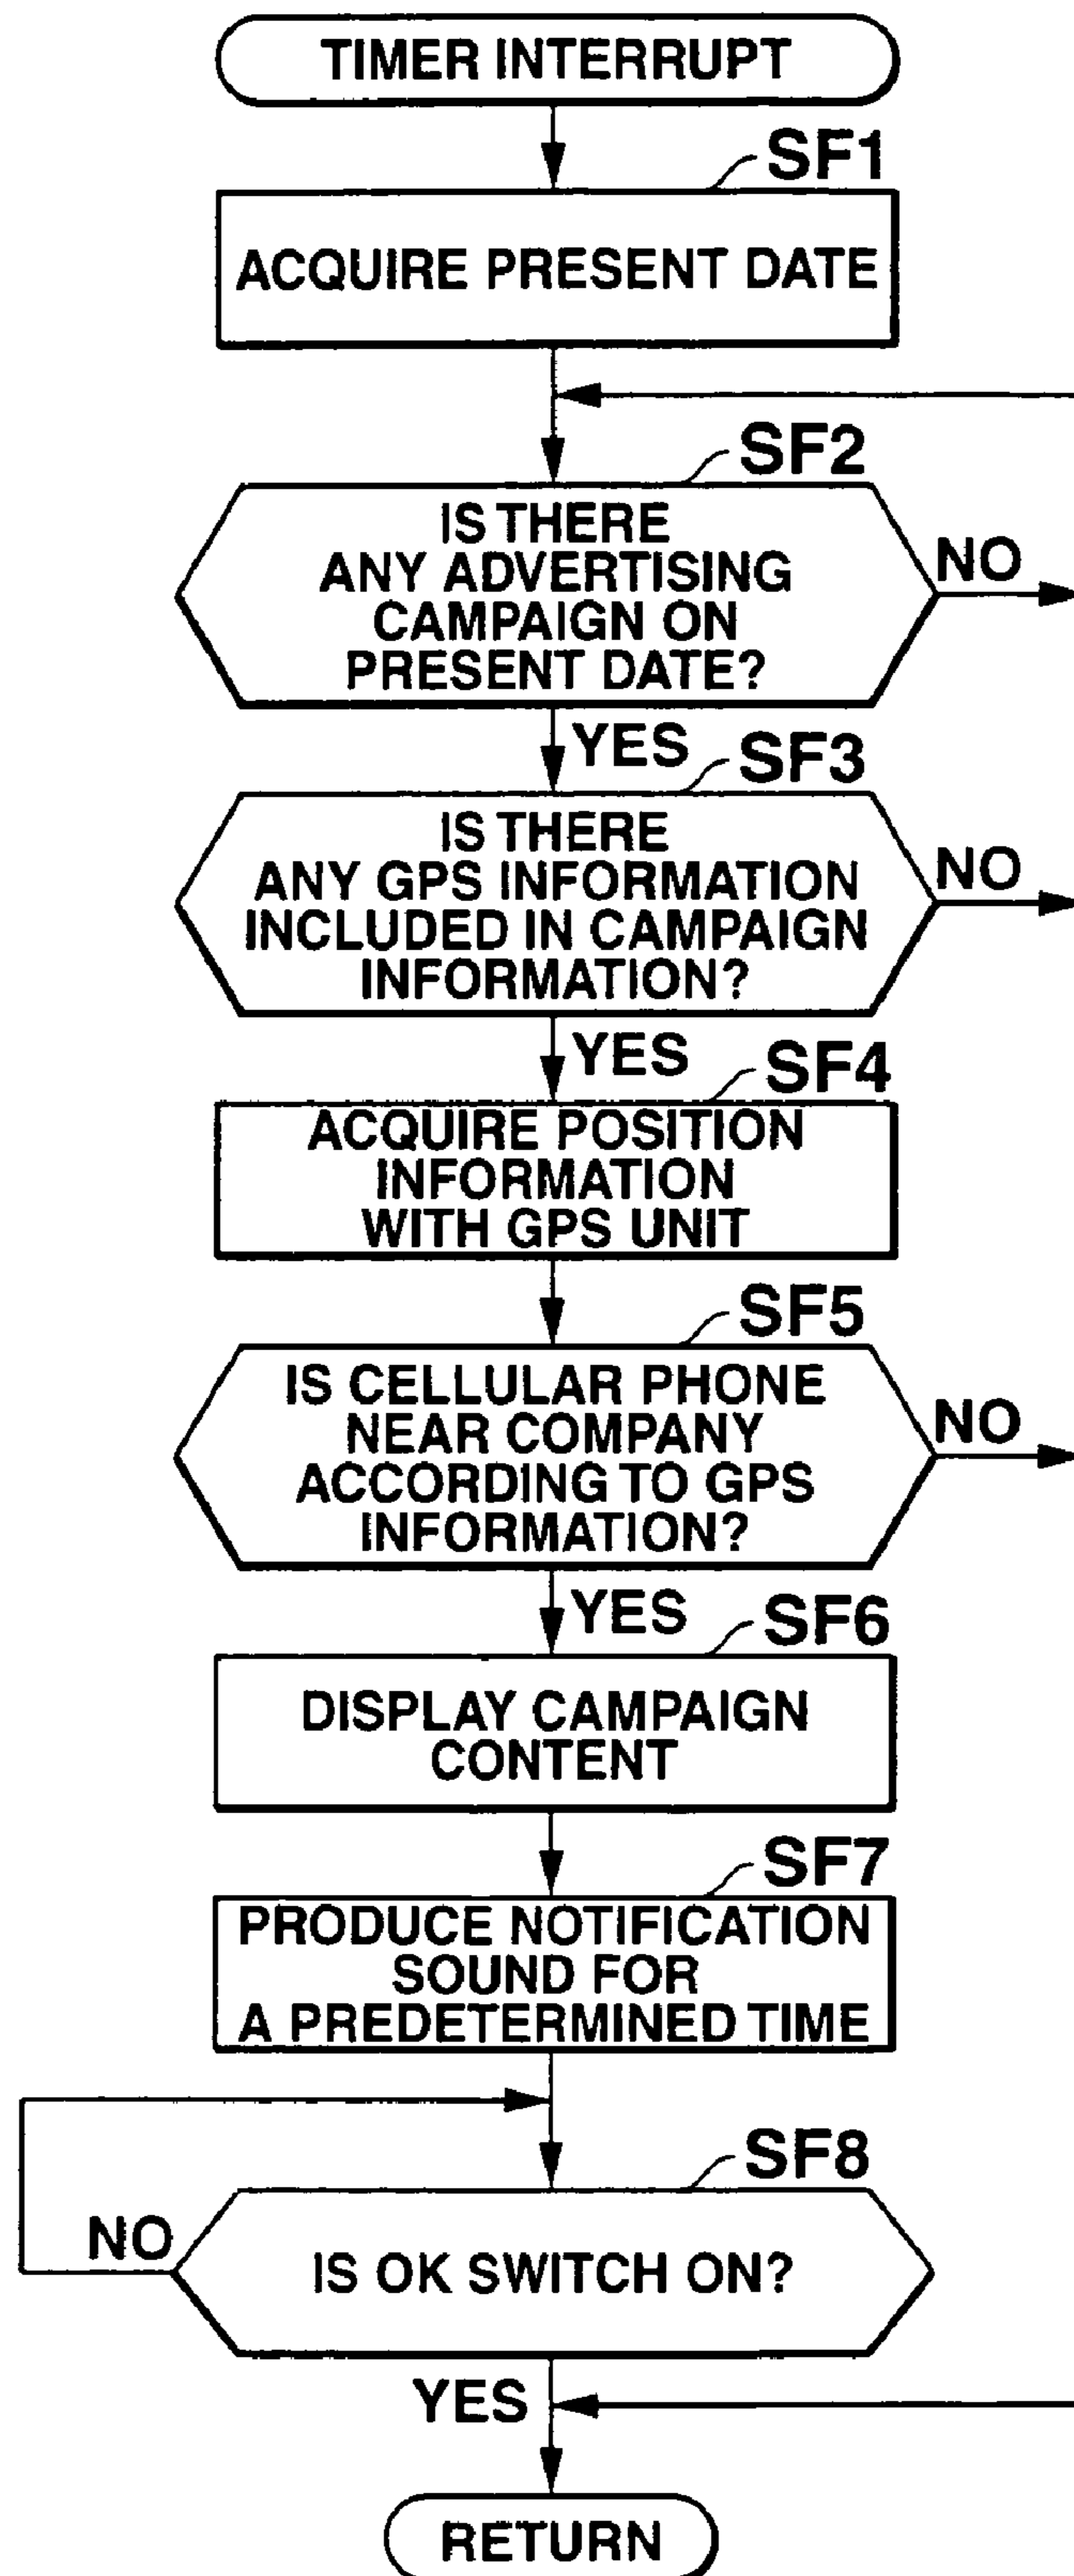 TIMER INTERRUPT
SF1
ACQUIRE PRESENT DATE
SF2
IS THERE
ANY ADVERTISING
CAMPAIGN ON
PRESENT DATE?
NO
YES
SF3
IS THERE
ANY GPS INFORMATION
INCLUDED IN CAMPAIGN
INFORMATION?
NO
YES
SF4
ACQUIRE POSITION
INFORMATION
WITH GPS UNIT
SF5
IS CELLULAR PHONE
NEAR COMPANY
ACCORDING TO GPS
INFORMATION?
NO
YES
SF6
DISPLAY CAMPAIGN
CONTENT
SF7
PRODUCE NOTIFICATION
SOUND FOR
A PREDETERMINED TIME
SF8
NO
IS OK SWITCH ON?
YES
RETURN